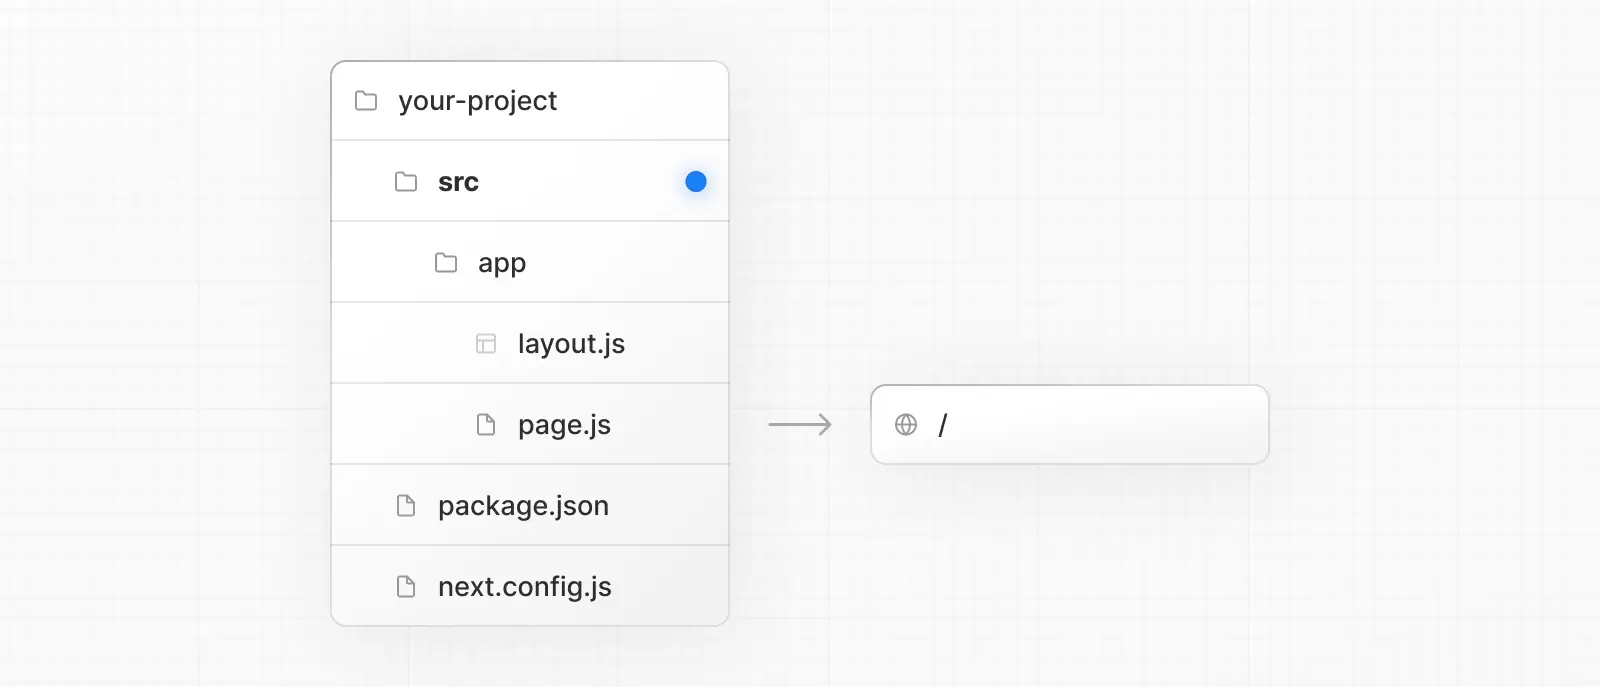 your-project
src
app
layout.js
page.js
/
package.json
next.config.js